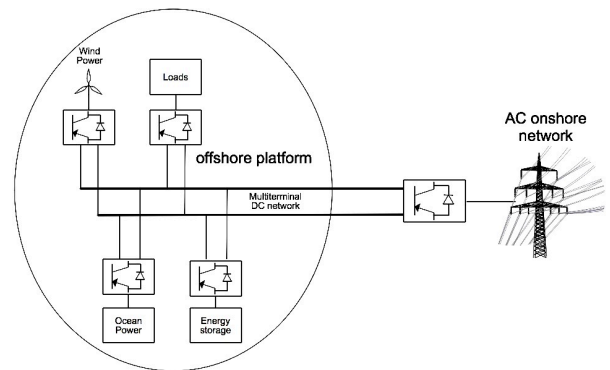 Wind
Power
Loads
AC onshore
network
offshore platform
Multiterminal
DC network
Ocean
Power
Energy
storage